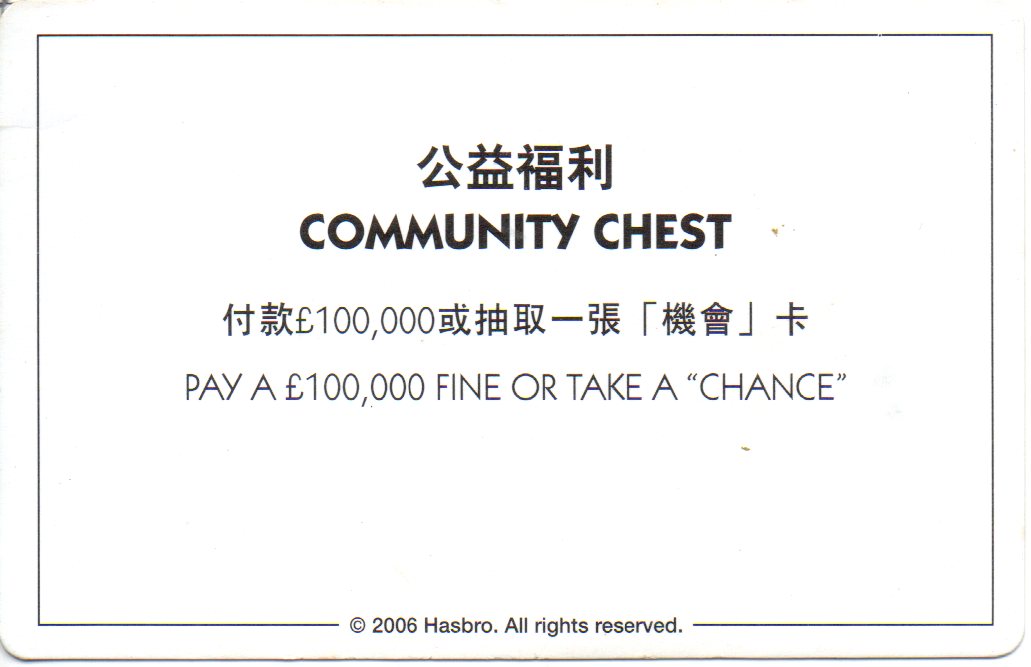 公益福利
COMMUNITY CHEST
付款£100,000或抽取一張「機會」卡
PAY A £100,000 FINE OR TAKE A “CHANCE”
© 2006 Hasbro. All rights reserved.